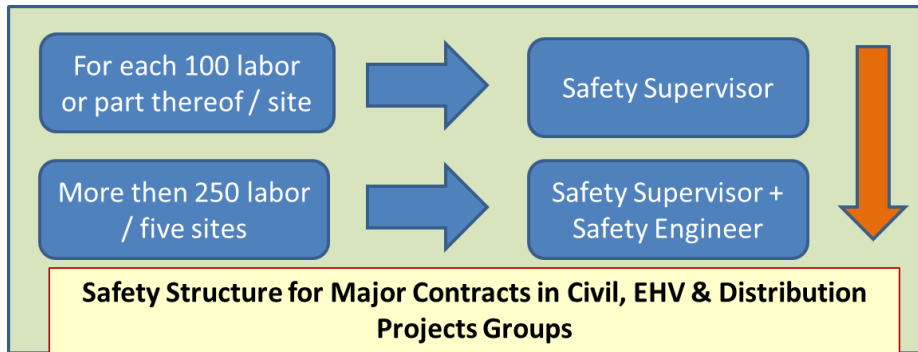 For each 100 labor
or part thereof / site
Safety Supervisor
More then 250 labor
/ five sites
Safety Supervisor +
Safety Engineer
Safety Structure for Major Contracts in Civil, EHV & Distribution
Projects Groups